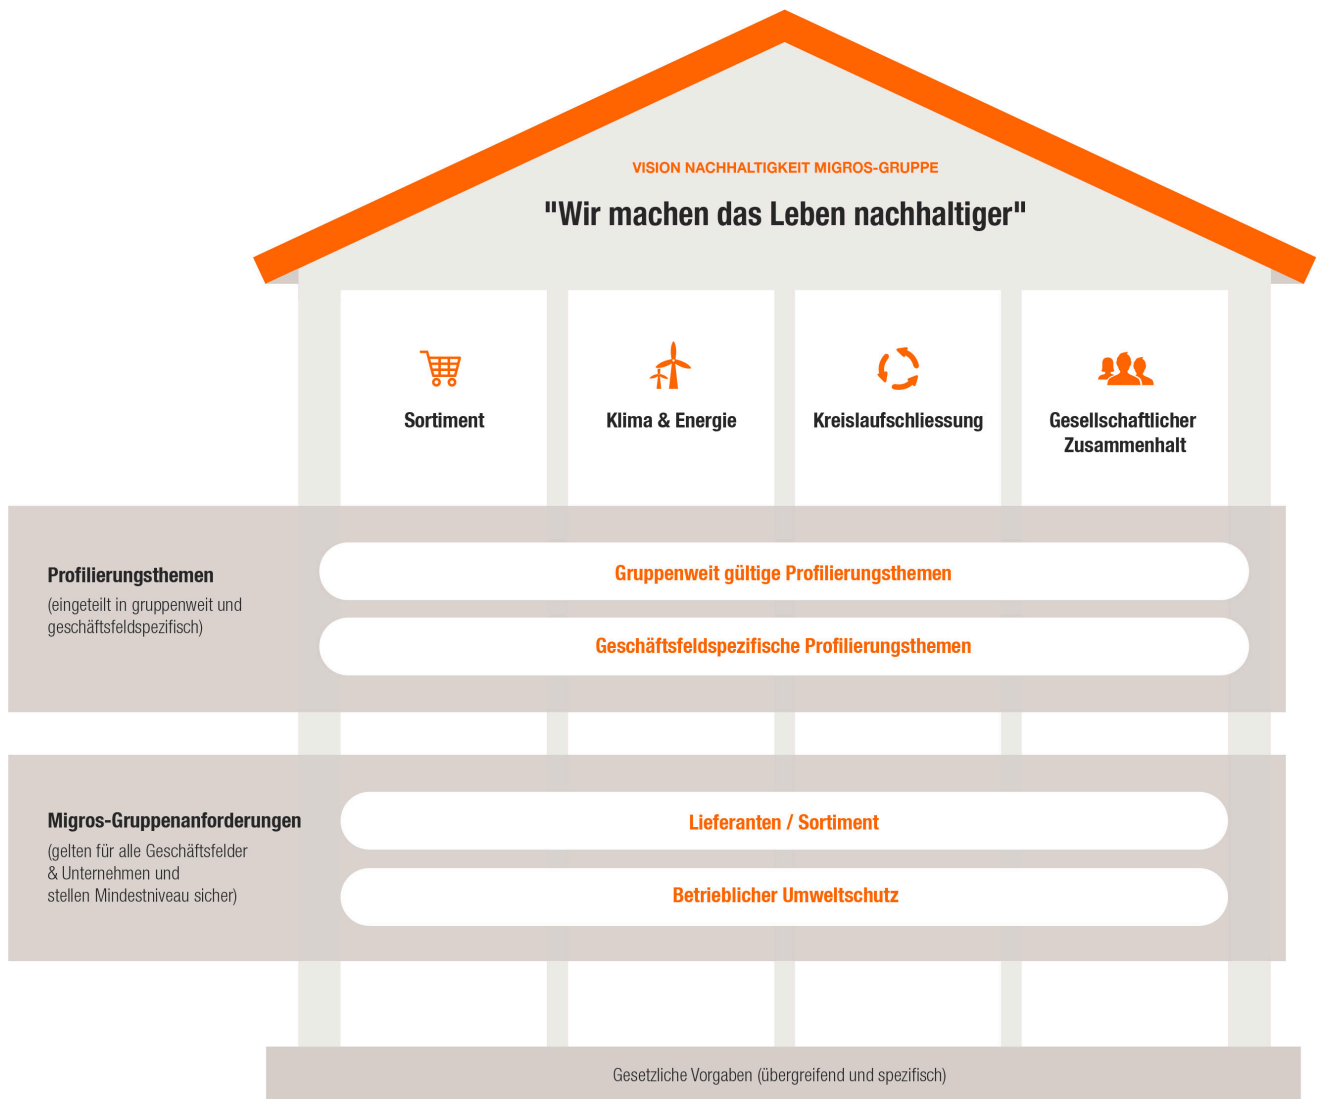 VISION NACHHALTIGKEIT MIGROS-GRUPPE
"Wir machen das Leben nachhaltiger"
Sortiment
Klima & Energie
Kreislaufschliessung
Gesellschaftlicher
Zusammenhalt
Profilierungsthemen
(eingeteilt in gruppenweit und
geschäftsfeldspezifisch)
Gruppenweit gültige Profilierungsthemen
Geschäftsfeldspezifische Profilierungsthemen
Migros-Gruppenanforderungen
(gelten für alle Geschäftsfelder
& Unternehmen und
stellen Mindestniveau sicher)
Lieferanten / Sortiment
Betrieblicher Umweltschutz
Gesetzliche Vorgaben (übergreifend und spezifisch)